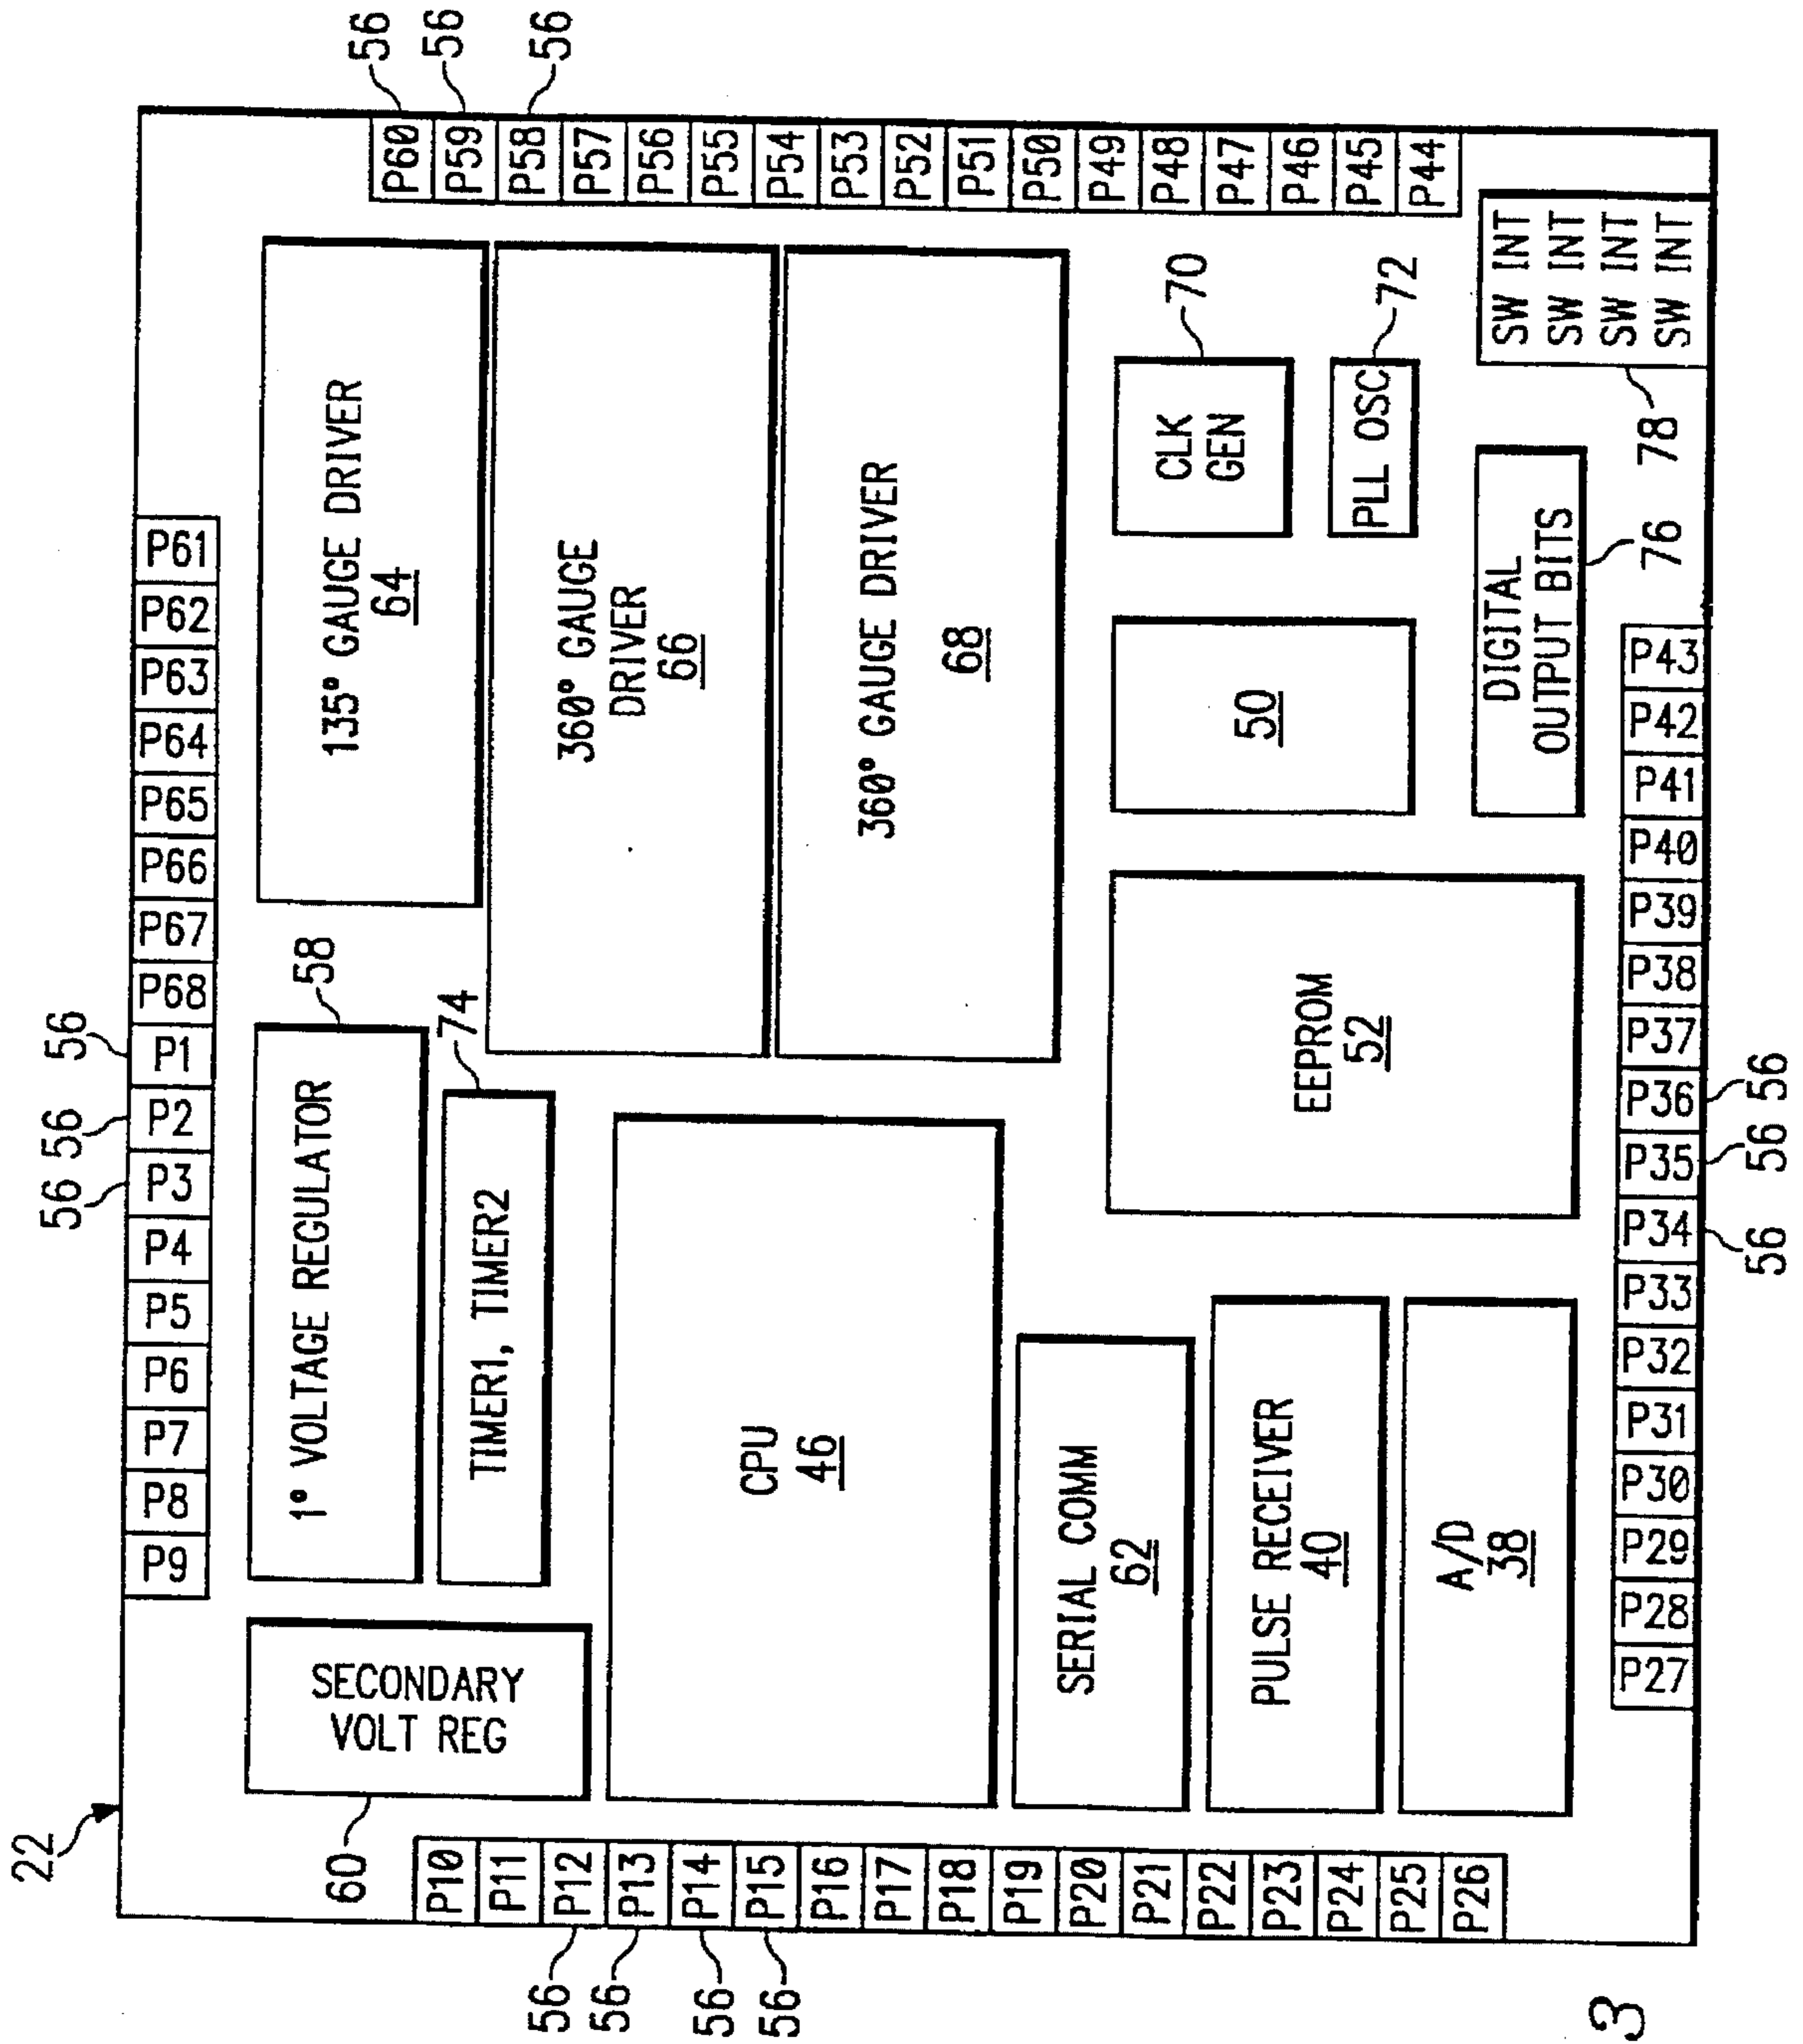 22
56
56
56
P9
P8
P7
P6
P5
P4
P3
P2
P1
P68
P67
P66
P65
P64
P63
P62
P61
56
56
56
P60
P59
P58
P57
P56
P55
P54
P53
P52
P51
P50
P49
P48
P47
P46
P45
P44
SECONDARY
VOLT REG
60
1° VOLTAGE REGULATOR
58
TIMER1, TIMER2
74
135° GAUGE DRIVER
64
360° GAUGE
DRIVER
66
360° GAUGE DRIVER
68
CPU
46
SERIAL COMM
62
PULSE RECEIVER
40
A/D
38
EEPROM
52
50
CLK
GEN
70
PLL OSC
72
DIGITAL
OUTPUT BITS
76
SW INT
SW INT
SW INT
SW INT
78
P10
P11
P12
P13
P14
P15
P16
P17
P18
P19
P20
P21
P22
P23
P24
P25
P26
56
56
56
56
P27
P28
P29
P30
P31
P32
P33
P34
P35
P36
P37
P38
P39
P40
P41
P42
P43
56
56
56
3